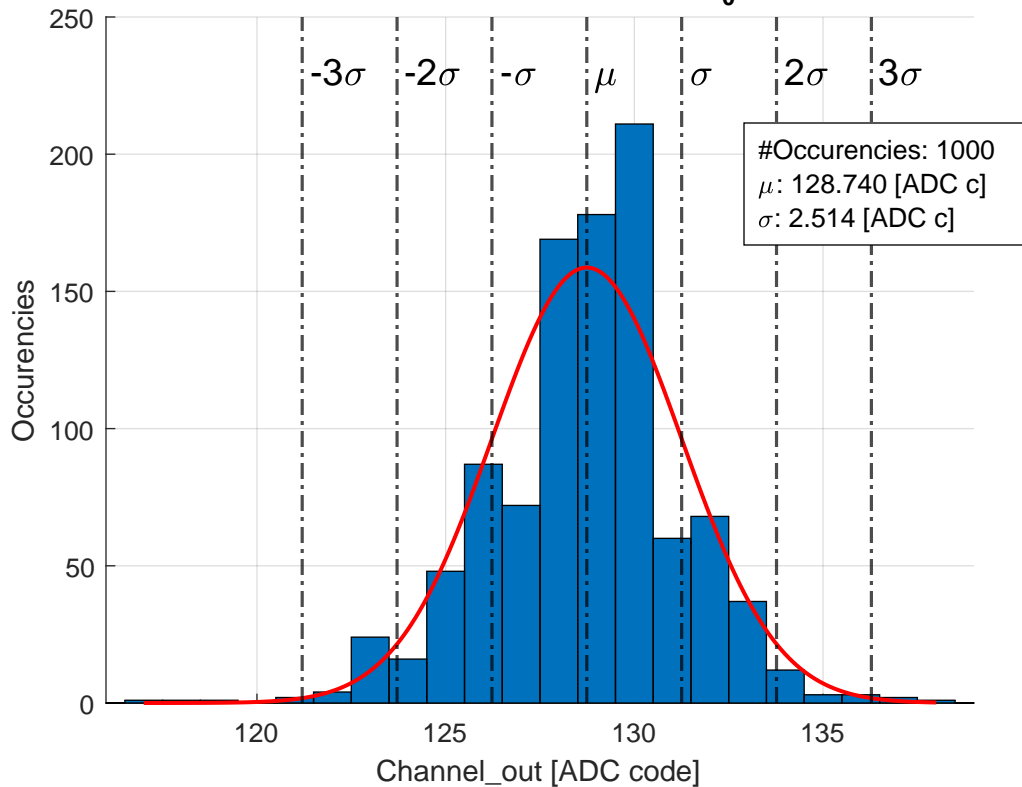 250
-3σ
-2σ
-σ
μ
σ
2σ
3σ
200
#Occurencies: 1000
μ: 128.740 [ADC c]
σ: 2.514 [ADC c]
150
Occurencies
100
50
0
120
125
130
135
Channel_out [ADC code]